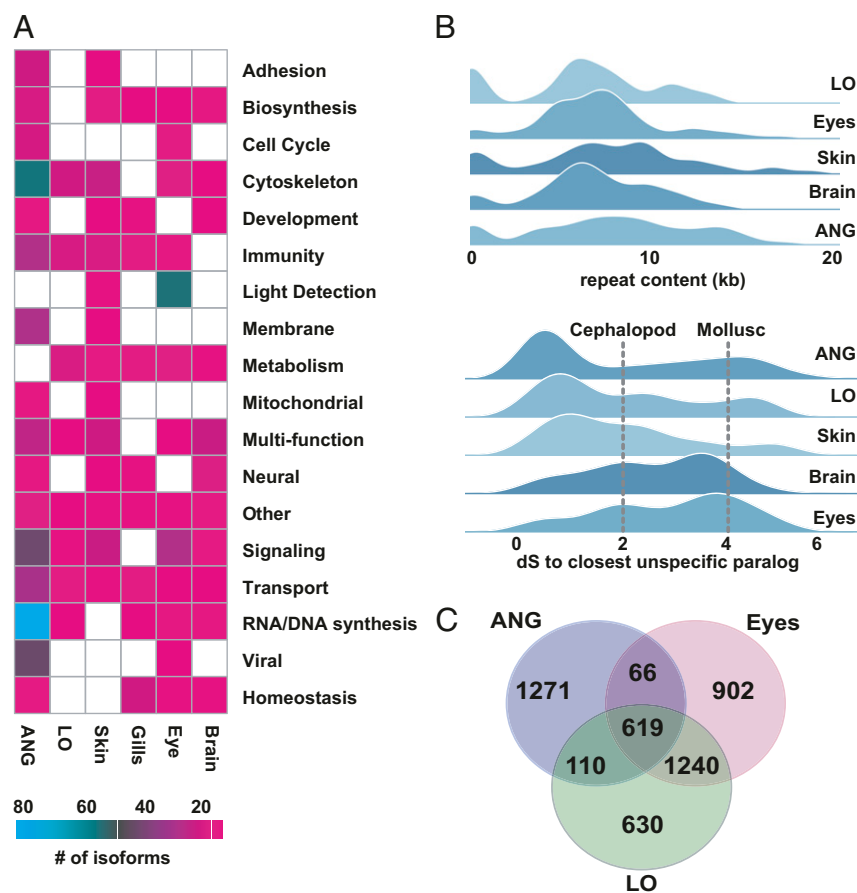 A
Adhesion
Biosynthesis
Cell Cycle
Cytoskeleton
Development
Immunity
Light Detection
Membrane
Metabolism
Mitochondrial
Multi-function
Neural
Other
Signaling
Transport
RNA/DNA synthesis
Viral
Homeostasis
ANG LO Skin Gills Eye Brain
80 60 40 20
# of isoforms
B
LO
Eyes
Skin
Brain
ANG
0 10 20
repeat content (kb)
Cephalopod Mollusc
ANG
LO
Skin
Brain
Eyes
0 2 4 6
dS to closest unspecific paralog
C
ANG Eyes
1271 66 902
619
110 1240
630
LO